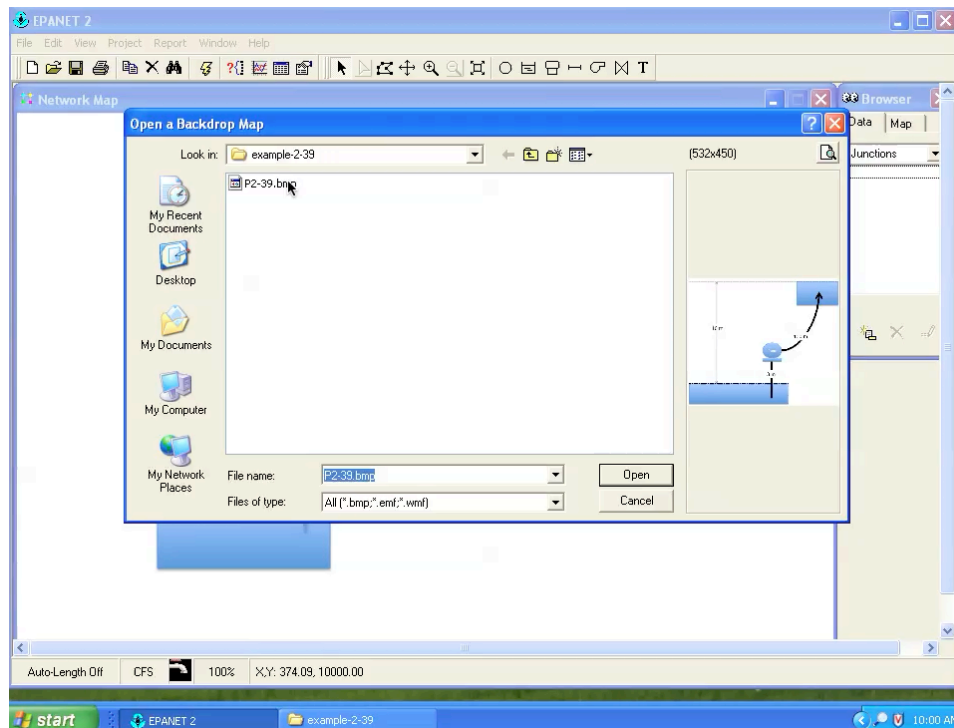 EPANET 2
File Edit View Project Report Window Help
T
Network Map
Browser
Open a Backdrop Map
Data Map
Look in: example-2-39
(532x450)
Junctions
P2-39.bmp
My Recent
Documents
Desktop
My Documents
My Computer
My Network
Places
File name: P2-39.bmp
Open
Files of type: All (*.bmp;*.emf;*.wmf)
Cancel
Auto-Length Off CFS 100% X,Y: 374.09, 10000.00
start EPANET 2 example-2-39 10:00 AM